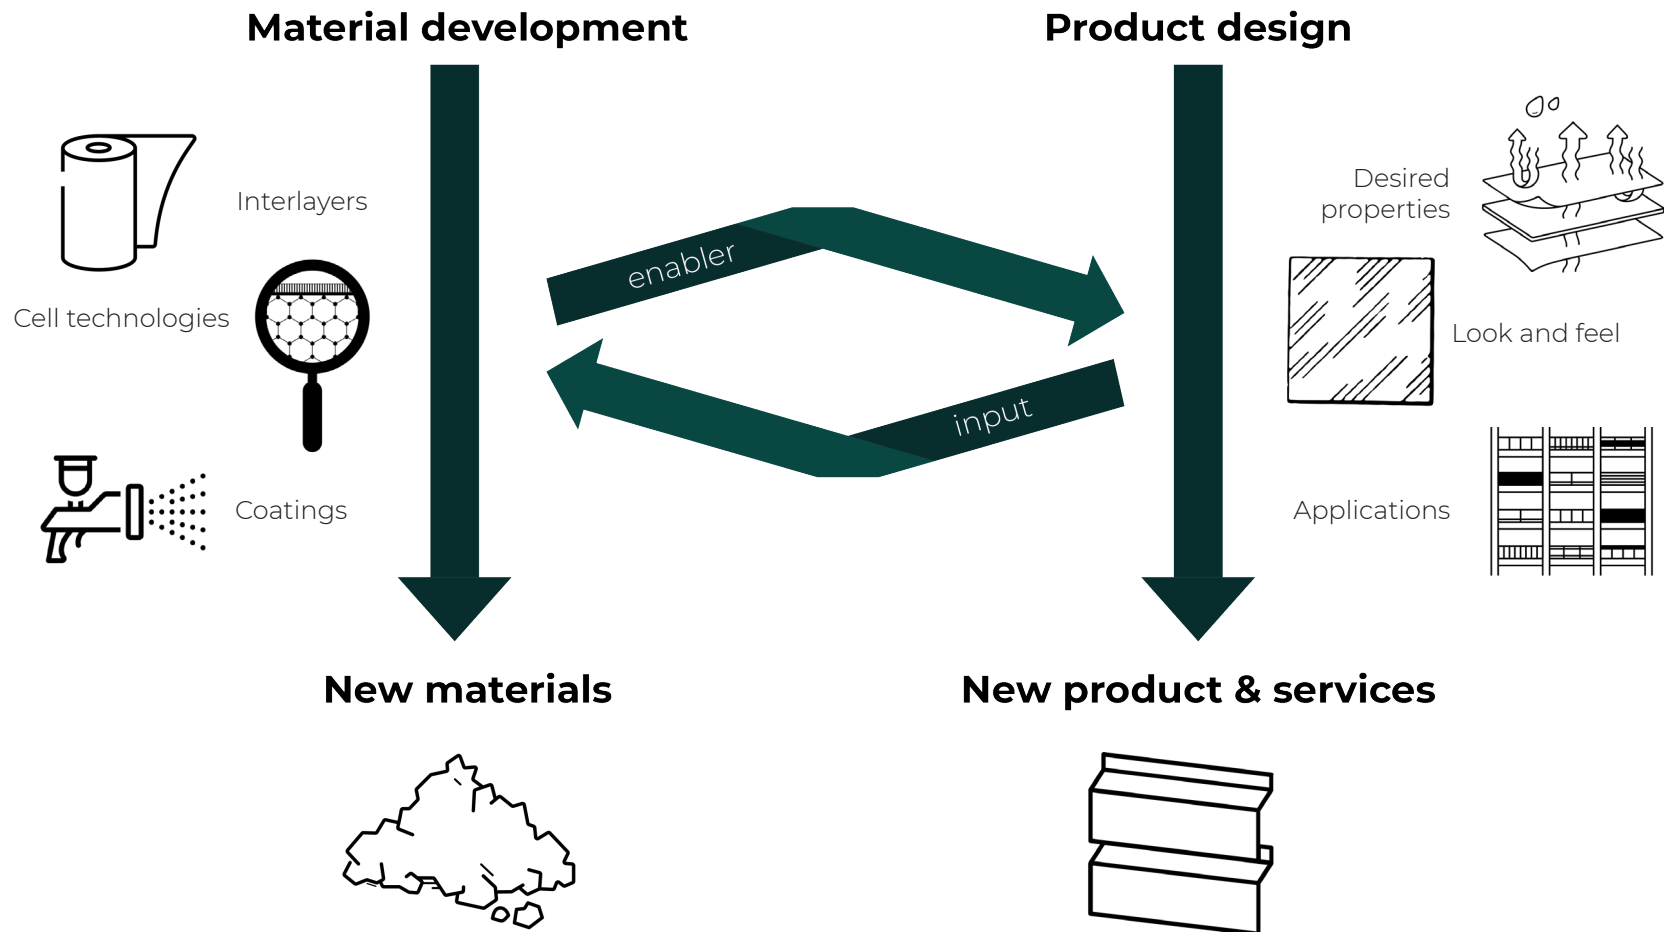 Material development
Product design
Interlayers
Desired
properties
enabler
Cell technologies
Look and feel
input
Coatings
Applications
New materials
New product & services